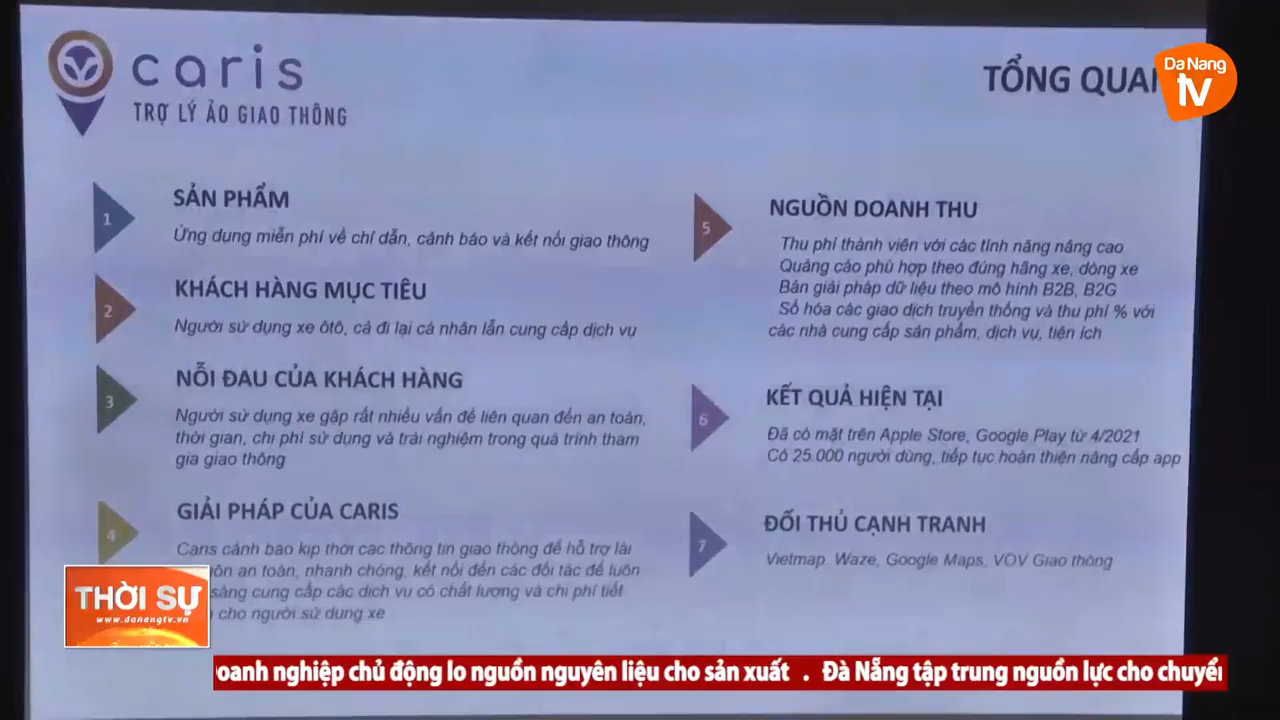 caris
TRỢ LÝ ẢO GIAO THÔNG
TỔNG QUAN
Da Nang
tv
1
SẢN PHẨM
Ứng dụng miễn phí về chỉ dẫn, cảnh báo và kết nối giao thông
2
KHÁCH HÀNG MỤC TIÊU
Người sử dụng xe ôtô, cả đi lại cá nhân lẫn cung cấp dịch vụ
3
NỖI ĐAU CỦA KHÁCH HÀNG
Người sử dụng xe gặp rất nhiều vấn đề liên quan đến an toàn,
thời gian, chi phí sử dụng và trải nghiệm trong quá trình tham
gia giao thông
4
GIẢI PHÁP CỦA CARIS
Caris cảnh báo kịp thời các thông tin giao thông để hỗ trợ lái
an toàn, nhanh chóng, kết nối đến các đối tác để luôn
sàng cung cấp các dịch vụ có chất lượng và chi phí tiết
cho người sử dụng xe
5
NGUỒN DOANH THU
Thu phí thành viên với các tính năng nâng cao
Quảng cáo phù hợp theo đúng hãng xe, dòng xe
Bán giải pháp dữ liệu theo mô hình B2B, B2G
Số hóa các giao dịch truyền thống và thu phí % với
các nhà cung cấp sản phẩm, dịch vụ, tiện ích
6
KẾT QUẢ HIỆN TẠI
Đã có mặt trên Apple Store, Google Play từ 4/2021
Có 25.000 người dùng, tiếp tục hoàn thiện nâng cấp app
7
ĐỐI THỦ CẠNH TRANH
Vietmap Waze, Google Maps, VOV Giao thông
THỜI SỰ
www.danangtv.vn
oanh nghiệp chủ động lo nguồn nguyên liệu cho sản xuất . Đà Nẵng tập trung nguồn lực cho chuyể